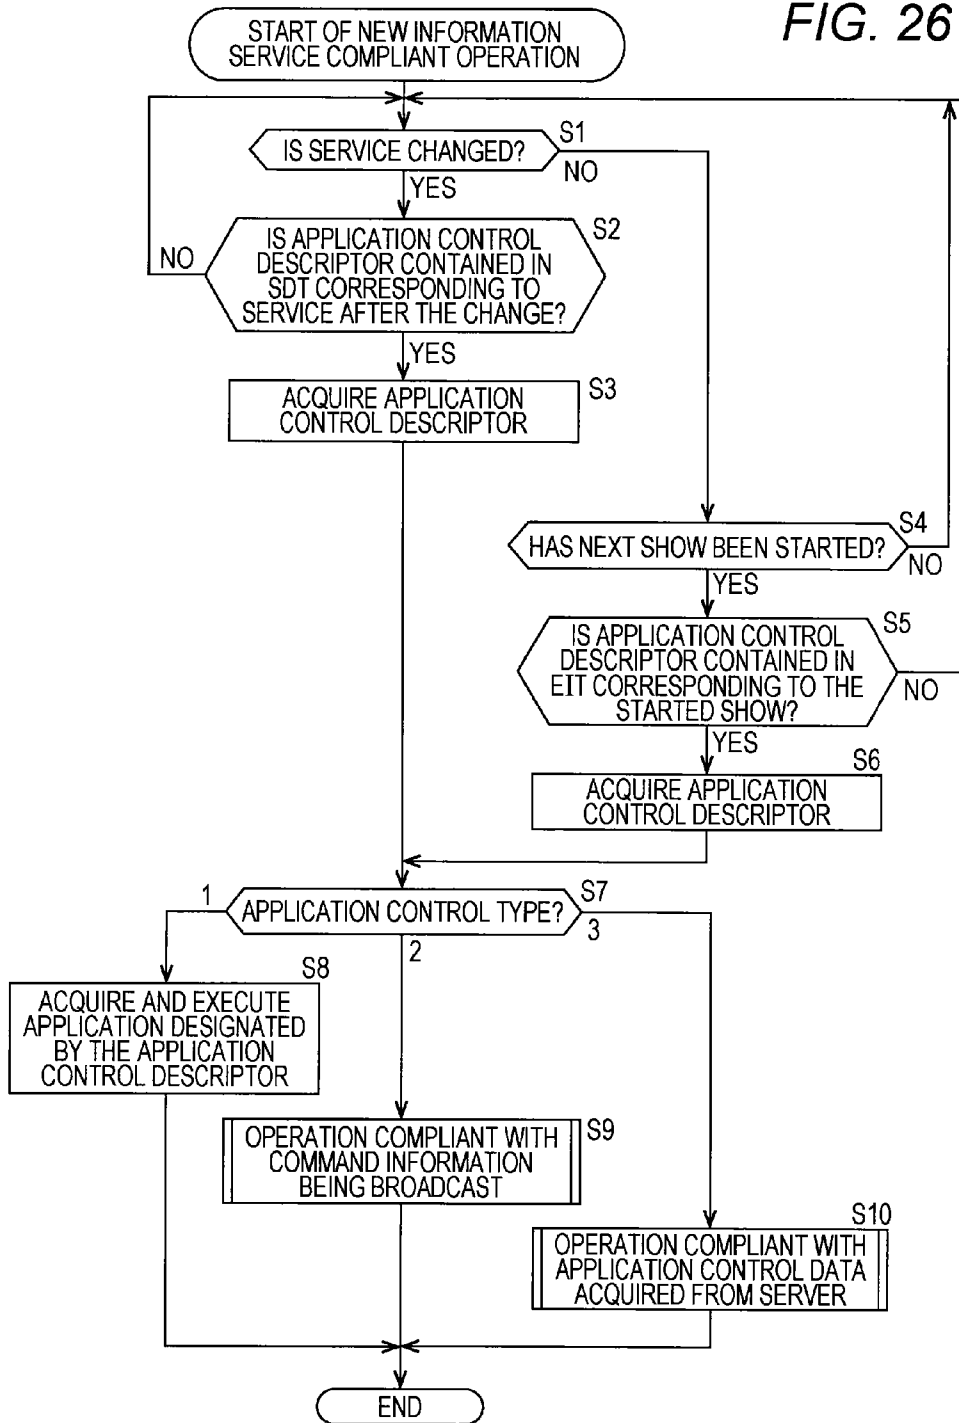 FIG. 26
START OF NEW INFORMATION
SERVICE COMPLIANT OPERATION
IS SERVICE CHANGED?
S1
NO
YES
IS APPLICATION CONTROL
DESCRIPTOR CONTAINED IN
SDT CORRESPONDING TO
SERVICE AFTER THE CHANGE?
S2
NO
YES
ACQUIRE APPLICATION
CONTROL DESCRIPTOR
S3
HAS NEXT SHOW BEEN STARTED?
S4
NO
YES
IS APPLICATION CONTROL
DESCRIPTOR CONTAINED IN
EIT CORRESPONDING TO THE
STARTED SHOW?
S5
NO
YES
ACQUIRE APPLICATION
CONTROL DESCRIPTOR
S6
APPLICATION CONTROL TYPE?
S7
1
2
3
ACQUIRE AND EXECUTE
APPLICATION DESIGNATED
BY THE APPLICATION
CONTROL DESCRIPTOR
S8
OPERATION COMPLIANT WITH
COMMAND INFORMATION
BEING BROADCAST
S9
OPERATION COMPLIANT WITH
APPLICATION CONTROL DATA
ACQUIRED FROM SERVER
S10
END